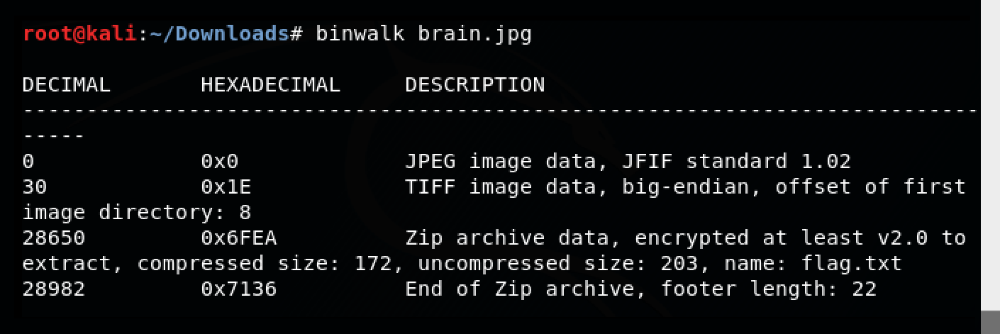 root@kali:~/Downloads# binwalk brain.jpg
DECIMAL HEXADECIMAL DESCRIPTION
---------------------------------------------------------------------------
-----
0 0x0 JPEG image data, JFIF standard 1.02
30 0x1E TIFF image data, big-endian, offset of first
image directory: 8
28650 0x6FEA Zip archive data, encrypted at least v2.0 to
extract, compressed size: 172, uncompressed size: 203, name: flag.txt
28982 0x7136 End of Zip archive, footer length: 22